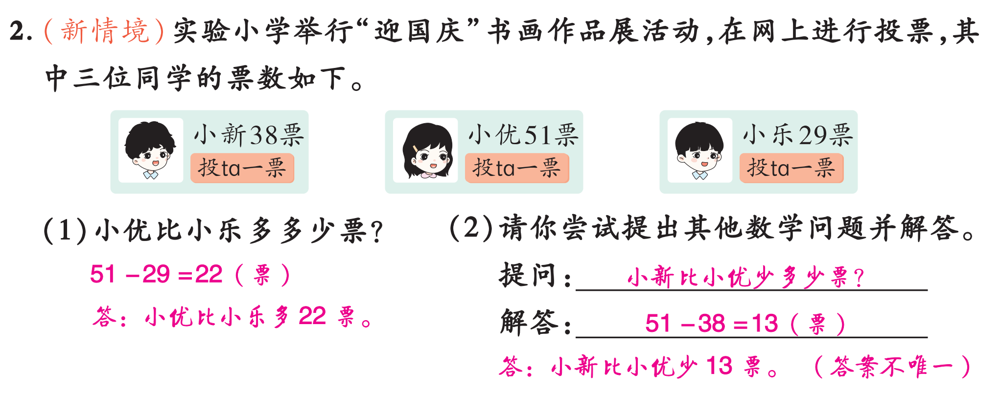 2.（新情境）实验小学举行“迎国庆”书画作品展活动,在网上进行投票,其
中三位同学的票数如下。
小新38票
投ta一票
小优51票
投ta一票
小乐29票
投ta一票
(1)小优比小乐多多少票?
51-29=22（票）
答：小优比小乐多22票。
(2)请你尝试提出其他数学问题并解答。
提问：小新比小优少多少票?
解答：51-38=13（票）
答：小新比小优少13票。（答案不唯一）